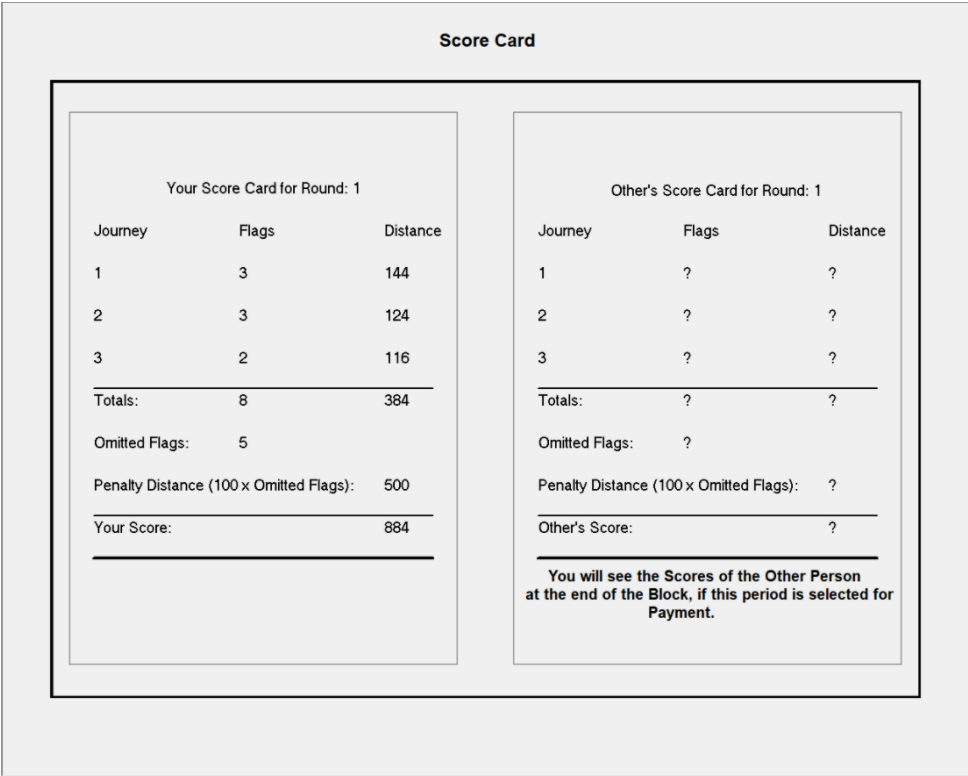 Score Card
Your Score Card for Round: 1
Journey Flags Distance
1 3 144
2 3 124
3 2 116
Totals: 8 384
Omitted Flags: 5
Penalty Distance (100 x Omitted Flags): 500
Your Score: 884
Other's Score Card for Round: 1
Journey Flags Distance
1 ? ?
2 ? ?
3 ? ?
Totals: ? ?
Omitted Flags: ?
Penalty Distance (100 x Omitted Flags): ?
Other's Score: ?
You will see the Scores of the Other Person
at the end of the Block, if this period is selected for
Payment.